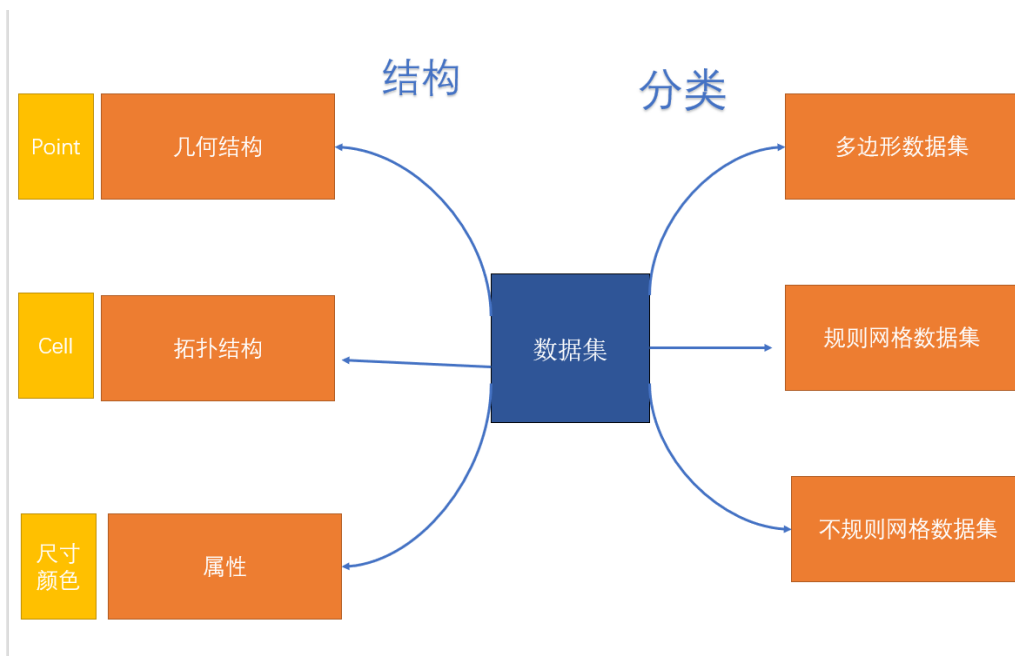 结构
分类
Point
几何结构
多边形数据集
Cell
拓扑结构
数据集
规则网格数据集
尺寸
颜色
属性
不规则网格数据集